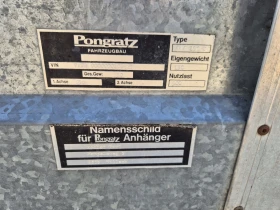 Pongratz
FAHRZEUGBAU
Type
Eigengewicht
VIN
Ges.Gew.
Nutzlast
1. Achse
2. Achse
Namensschild
für Pongratz Anhänger